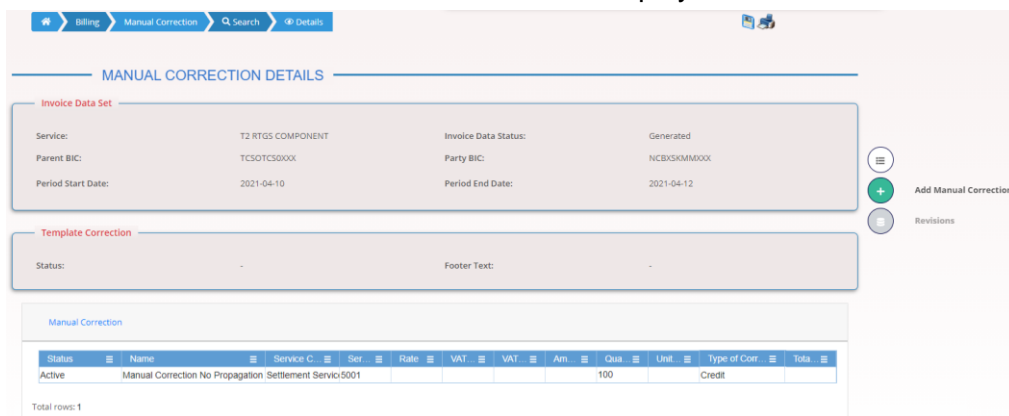 Billing Manual Correction Search Details
MANUAL CORRECTION DETAILS
Invoice Data Set
Service: T2 RTGS COMPONENT Invoice Data Status: Generated
Parent BIC: TCSOTCS0XXX Party BIC: NCBXSKMMXXX
Period Start Date: 2021-04-10 Period End Date: 2021-04-12
Add Manual Correction
Revisions
Template Correction
Status: - Footer Text: -
Manual Correction
Status Name Service C... Ser... Rate VAT... VAT... Am... Qua... Unit... Type of Corr... Tota...
Active Manual Correction No Propagation Settlement Servic 5001 100 Credit
Total rows: 1